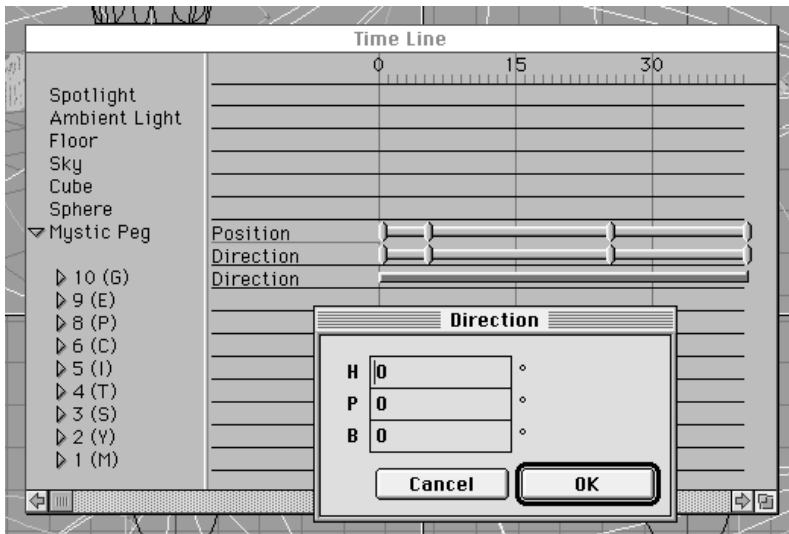 Time Line
0 15 30
Spotlight
Ambient Light
Floor
Sky
Cube
Sphere
Mystic Peg Position
Direction
10 (G) Direction
9 (E)
8 (P)
6 (C)
5 (I)
4 (T)
3 (S)
2 (Y)
1 (M)
Direction
H 0 °
P 0 °
B 0 °
Cancel OK